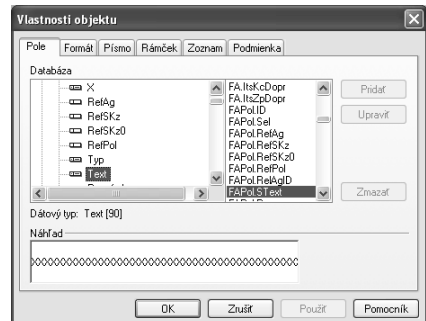 Vlastnosti objektu
Pole Formát Písmo Rámček Zoznam Podmienka
Databáza
X
RefAg
RefSKz
RefSKz0
RefPol
Typ
Text
FA.ItsKcDopr
FA.ItsZpDopr
FAPol.ID
FAPol.Sel
FAPol.RefAg
FAPol.RefSKz
FAPol.RefSKz0
FAPol.RefPol
FAPol.RelAgID
FAPol.SText
Pridať
Upraviť
Zmazať
Dátový typ: Text [90]
Náhľad
OK Zrušiť Použiť Pomocník